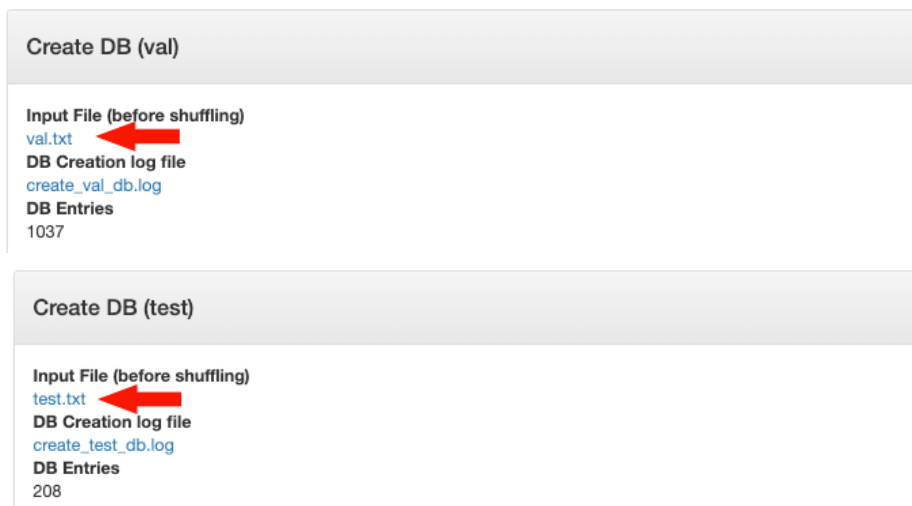 Create DB (val)
Input File (before shuffling)
val.txt
DB Creation log file
create_val_db.log
DB Entries
1037
Create DB (test)
Input File (before shuffling)
test.txt
DB Creation log file
create_test_db.log
DB Entries
208